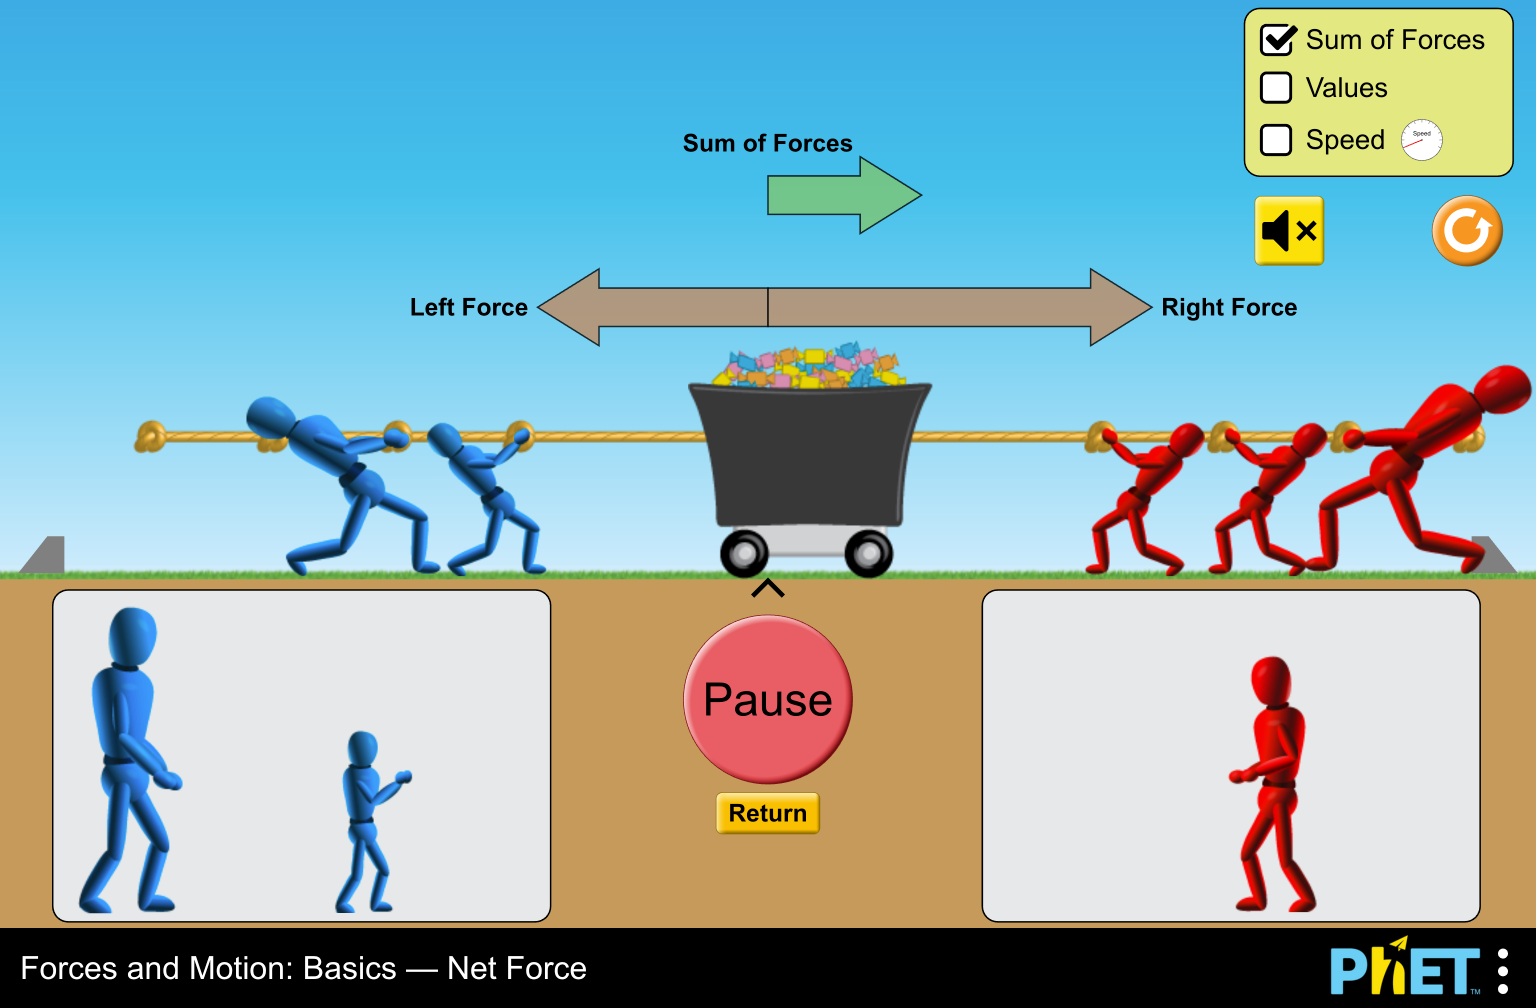 Sum of Forces
Values
Speed
Speed
Sum of Forces
Left Force
Right Force
Pause
Return
Forces and Motion: Basics — Net Force
PhET™